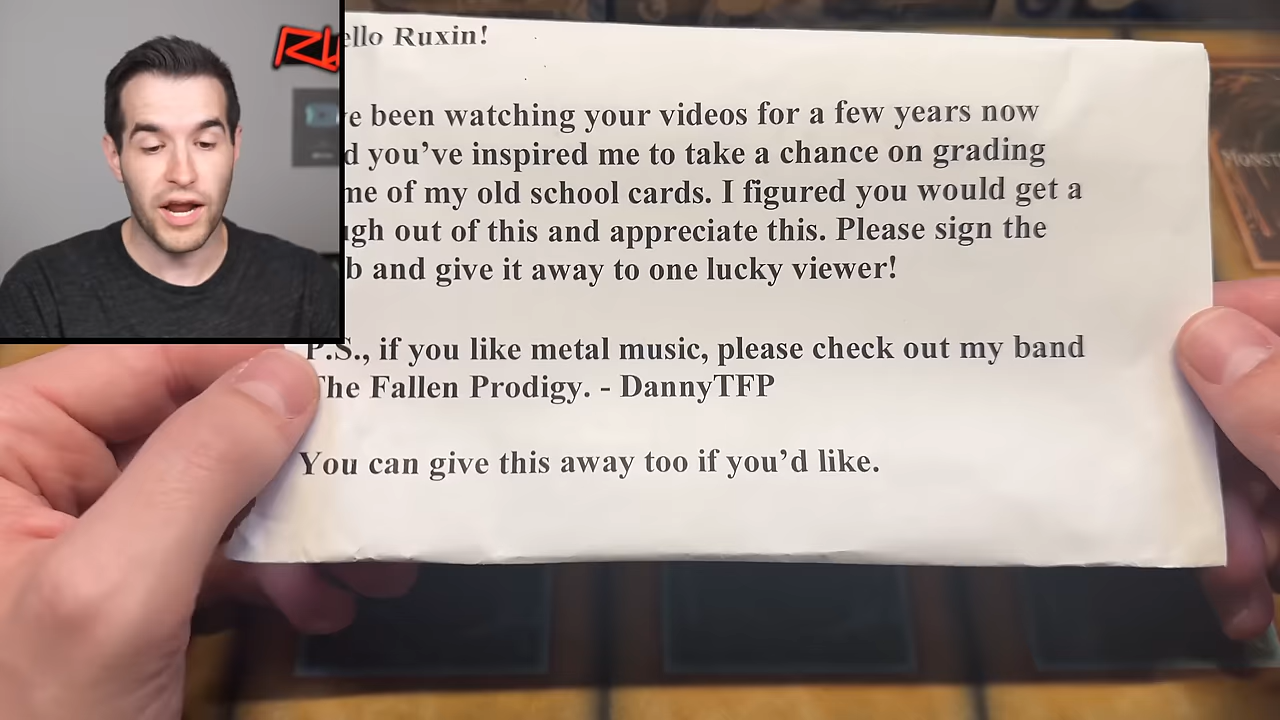 ello Ruxin!
e been watching your videos for a few years now
d you've inspired me to take a chance on grading
me of my old school cards. I figured you would get a
gh out of this and appreciate this. Please sign the
b and give it away to one lucky viewer!
P.S., if you like metal music, please check out my band
The Fallen Prodigy. - DannyTFP
You can give this away too if you'd like.
RU
Monst